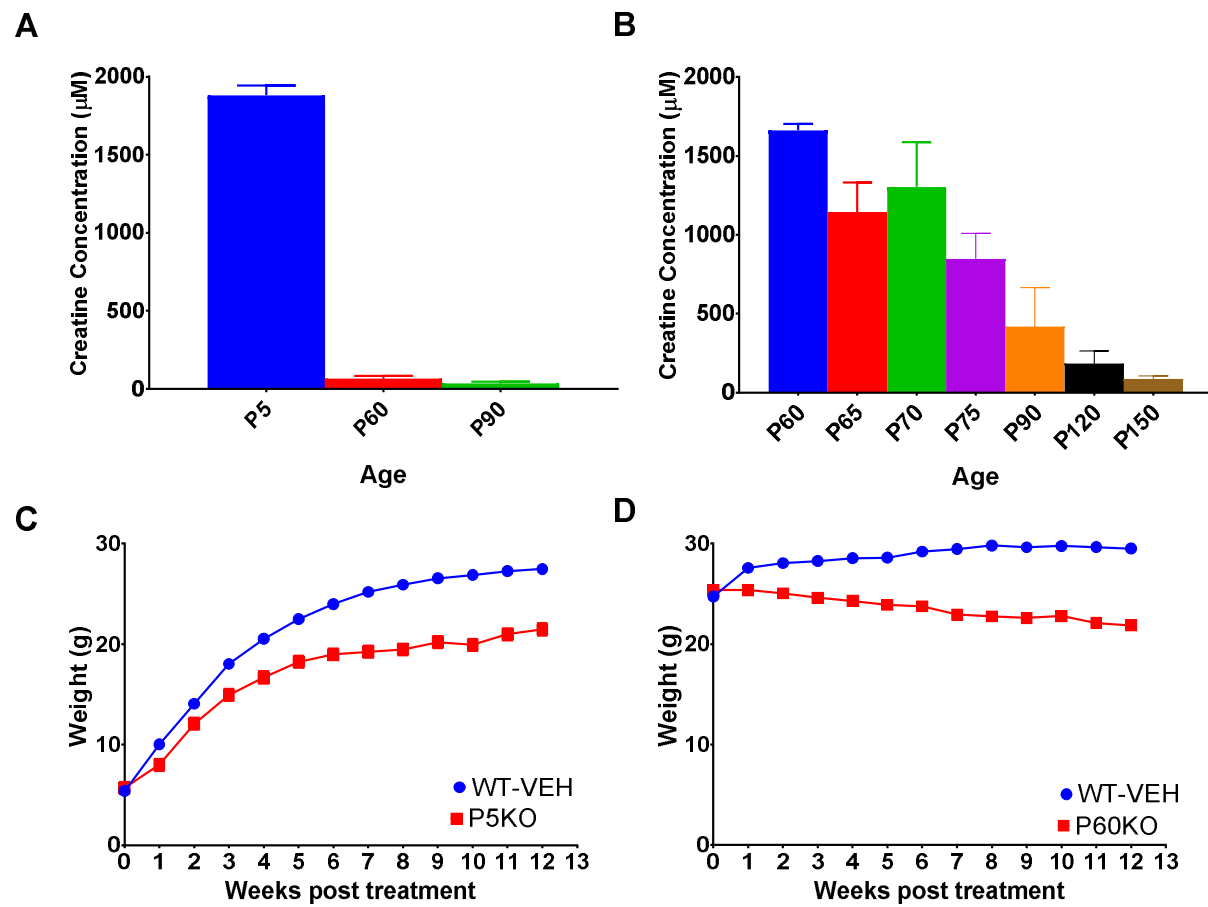 A
Creatine Concentration (μM)
2000
1500
1000
500
0
P5
P60
P90
Age
B
Creatine Concentration (μM)
2000
1500
1000
500
0
P60
P65
P70
P75
P90
P120
P150
Age
C
Weight (g)
30
20
10
0
0 1 2 3 4 5 6 7 8 9 10 11 12 13
Weeks post treatment
WT-VEH
P5KO
D
Weight (g)
30
20
10
0
0 1 2 3 4 5 6 7 8 9 10 11 12 13
Weeks post treatment
WT-VEH
P60KO